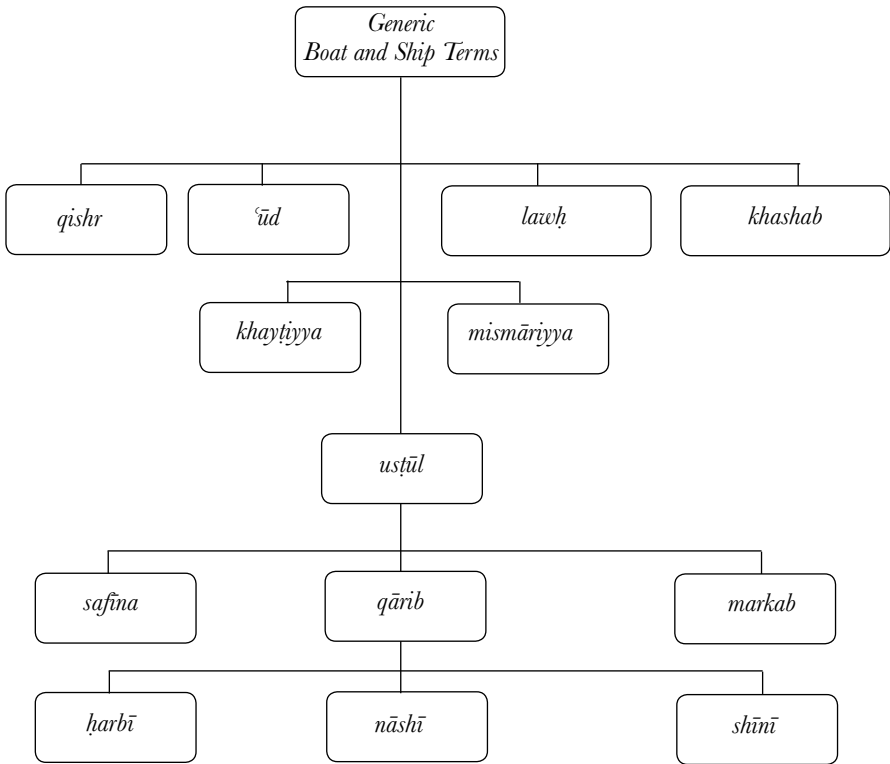 Generic
Boat and Ship Terms
qishr
ʿūd
lawḥ
khashab
khayṭiyya
mismāriyya
usṭūl
safīna
qārib
markab
ḥarbī
nāshī
shīnī